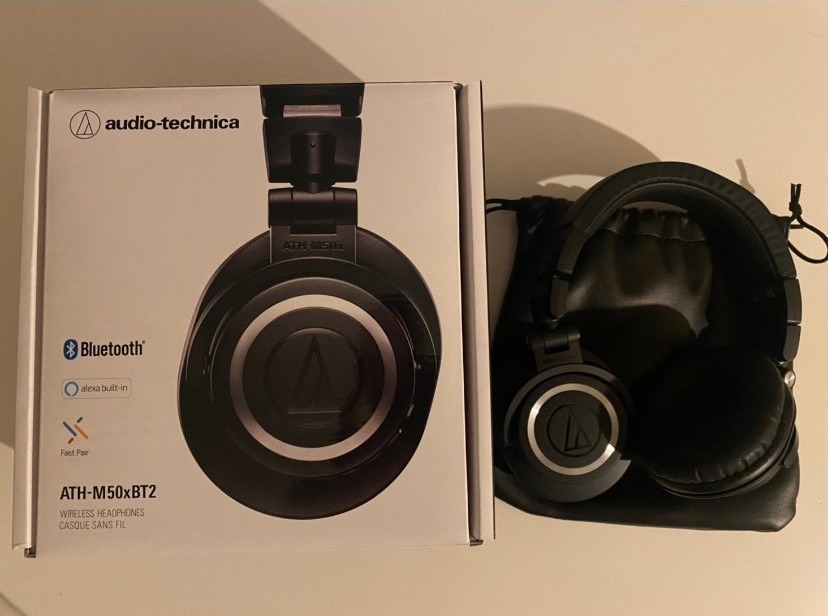 audio-technica
ATH-M50x
Bluetooth®
alexa built-in
Fast Pair
ATH-M50xBT2
WIRELESS HEADPHONES
CASQUE SANS FIL